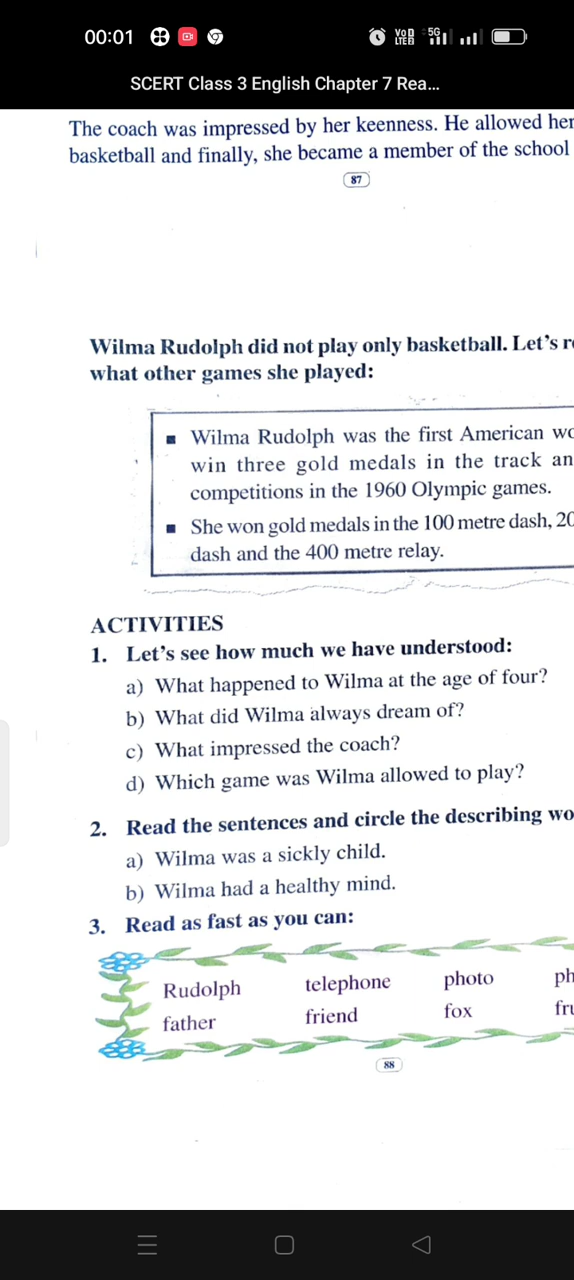 00:01
VoD LTE2 5G
SCERT Class 3 English Chapter 7 Rea...
The coach was impressed by her keenness. He allowed her
basketball and finally, she became a member of the school
87
Wilma Rudolph did not play only basketball. Let's r
what other games she played:
▪ Wilma Rudolph was the first American wo
win three gold medals in the track an
competitions in the 1960 Olympic games.
▪ She won gold medals in the 100 metre dash, 20
dash and the 400 metre relay.
ACTIVITIES
1. Let's see how much we have understood:
a) What happened to Wilma at the age of four?
b) What did Wilma always dream of?
c) What impressed the coach?
d) Which game was Wilma allowed to play?
2. Read the sentences and circle the describing wo
a) Wilma was a sickly child.
b) Wilma had a healthy mind.
3. Read as fast as you can:
Rudolph telephone photo ph
father friend fox fru
88